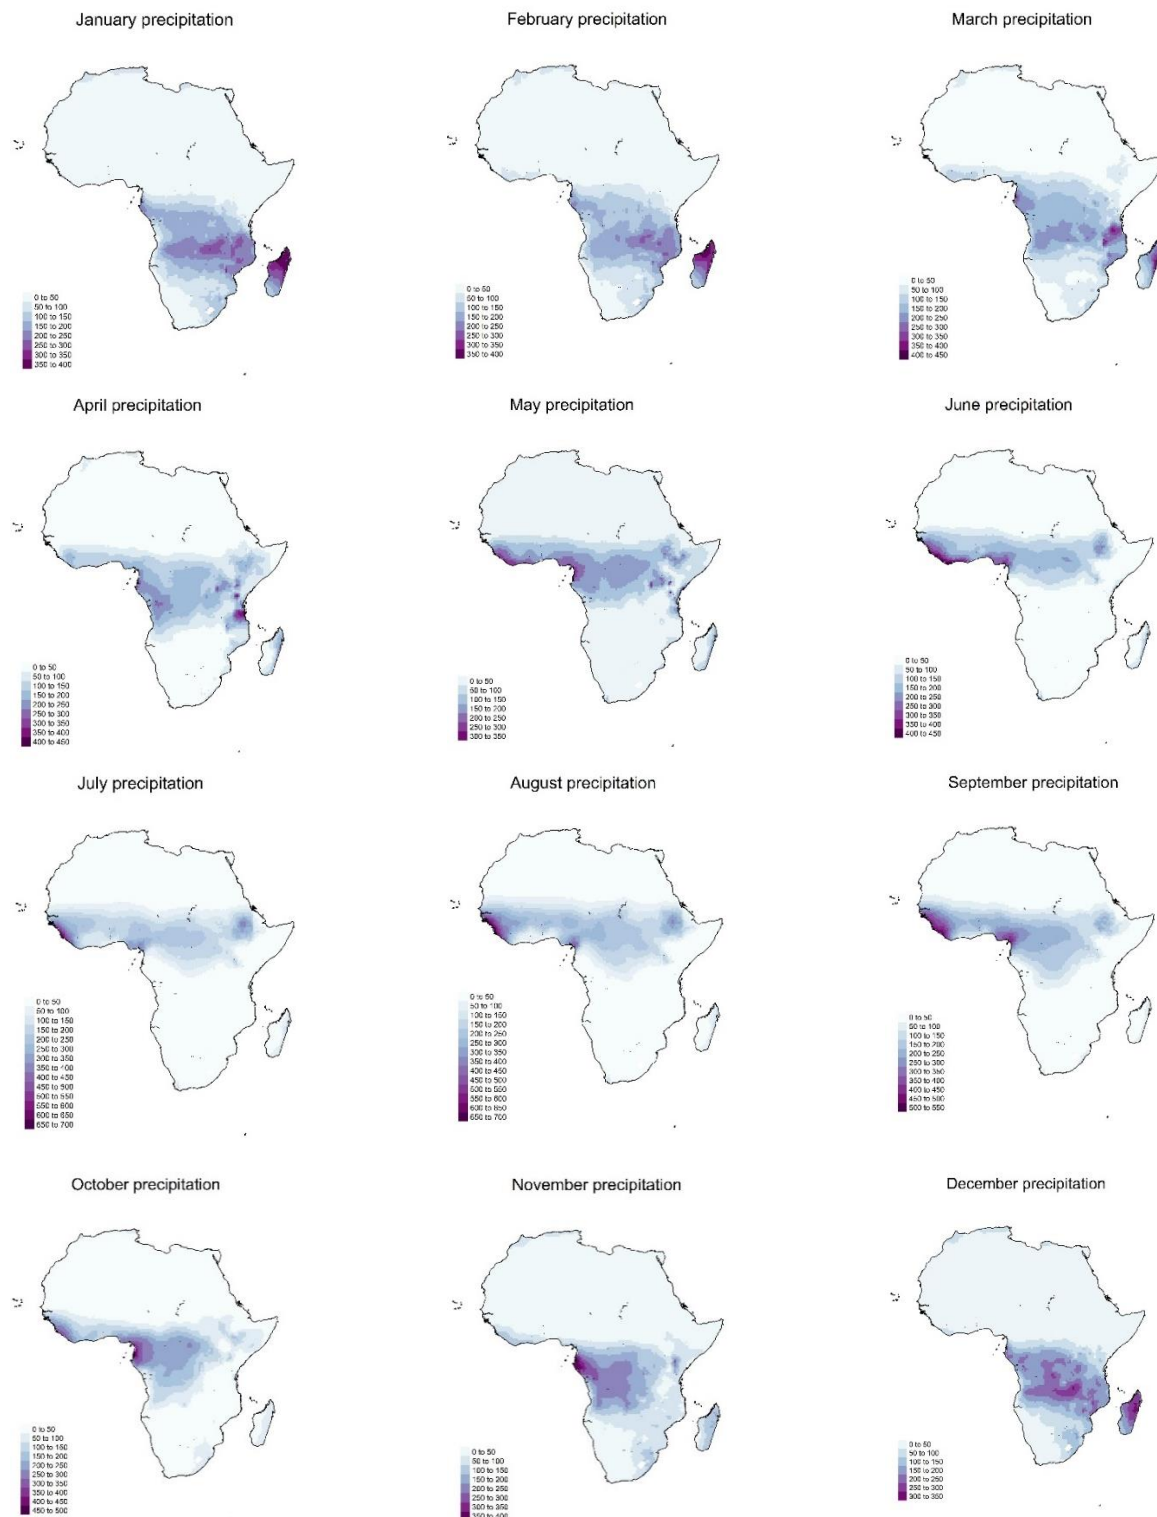 January precipitation
February precipitation
March precipitation
0 to 50
50 to 100
100 to 150
150 to 200
200 to 250
250 to 300
300 to 350
350 to 400
0 to 50
50 to 100
100 to 150
150 to 200
200 to 250
250 to 300
300 to 350
350 to 400
0 to 50
50 to 100
100 to 150
150 to 200
200 to 250
250 to 300
300 to 350
350 to 400
400 to 450
April precipitation
May precipitation
June precipitation
0 to 50
50 to 100
100 to 150
150 to 200
200 to 250
250 to 300
300 to 350
350 to 400
400 to 450
0 to 50
50 to 100
100 to 150
150 to 200
200 to 250
250 to 300
300 to 350
0 to 50
50 to 100
100 to 150
150 to 200
200 to 250
250 to 300
300 to 350
350 to 400
400 to 450
July precipitation
August precipitation
September precipitation
0 to 50
50 to 100
100 to 150
150 to 200
200 to 250
250 to 300
300 to 350
350 to 400
400 to 450
450 to 500
500 to 550
550 to 600
600 to 650
650 to 700
0 to 50
50 to 100
100 to 150
150 to 200
200 to 250
250 to 300
300 to 350
350 to 400
400 to 450
450 to 500
500 to 550
550 to 600
600 to 650
650 to 700
0 to 50
50 to 100
100 to 150
150 to 200
200 to 250
250 to 300
300 to 350
350 to 400
400 to 450
450 to 500
500 to 550
October precipitation
November precipitation
December precipitation
0 to 50
50 to 100
100 to 150
150 to 200
200 to 250
250 to 300
300 to 350
350 to 400
400 to 450
450 to 500
0 to 50
50 to 100
100 to 150
150 to 200
200 to 250
250 to 300
300 to 350
350 to 400
0 to 50
50 to 100
100 to 150
150 to 200
200 to 250
250 to 300
300 to 350